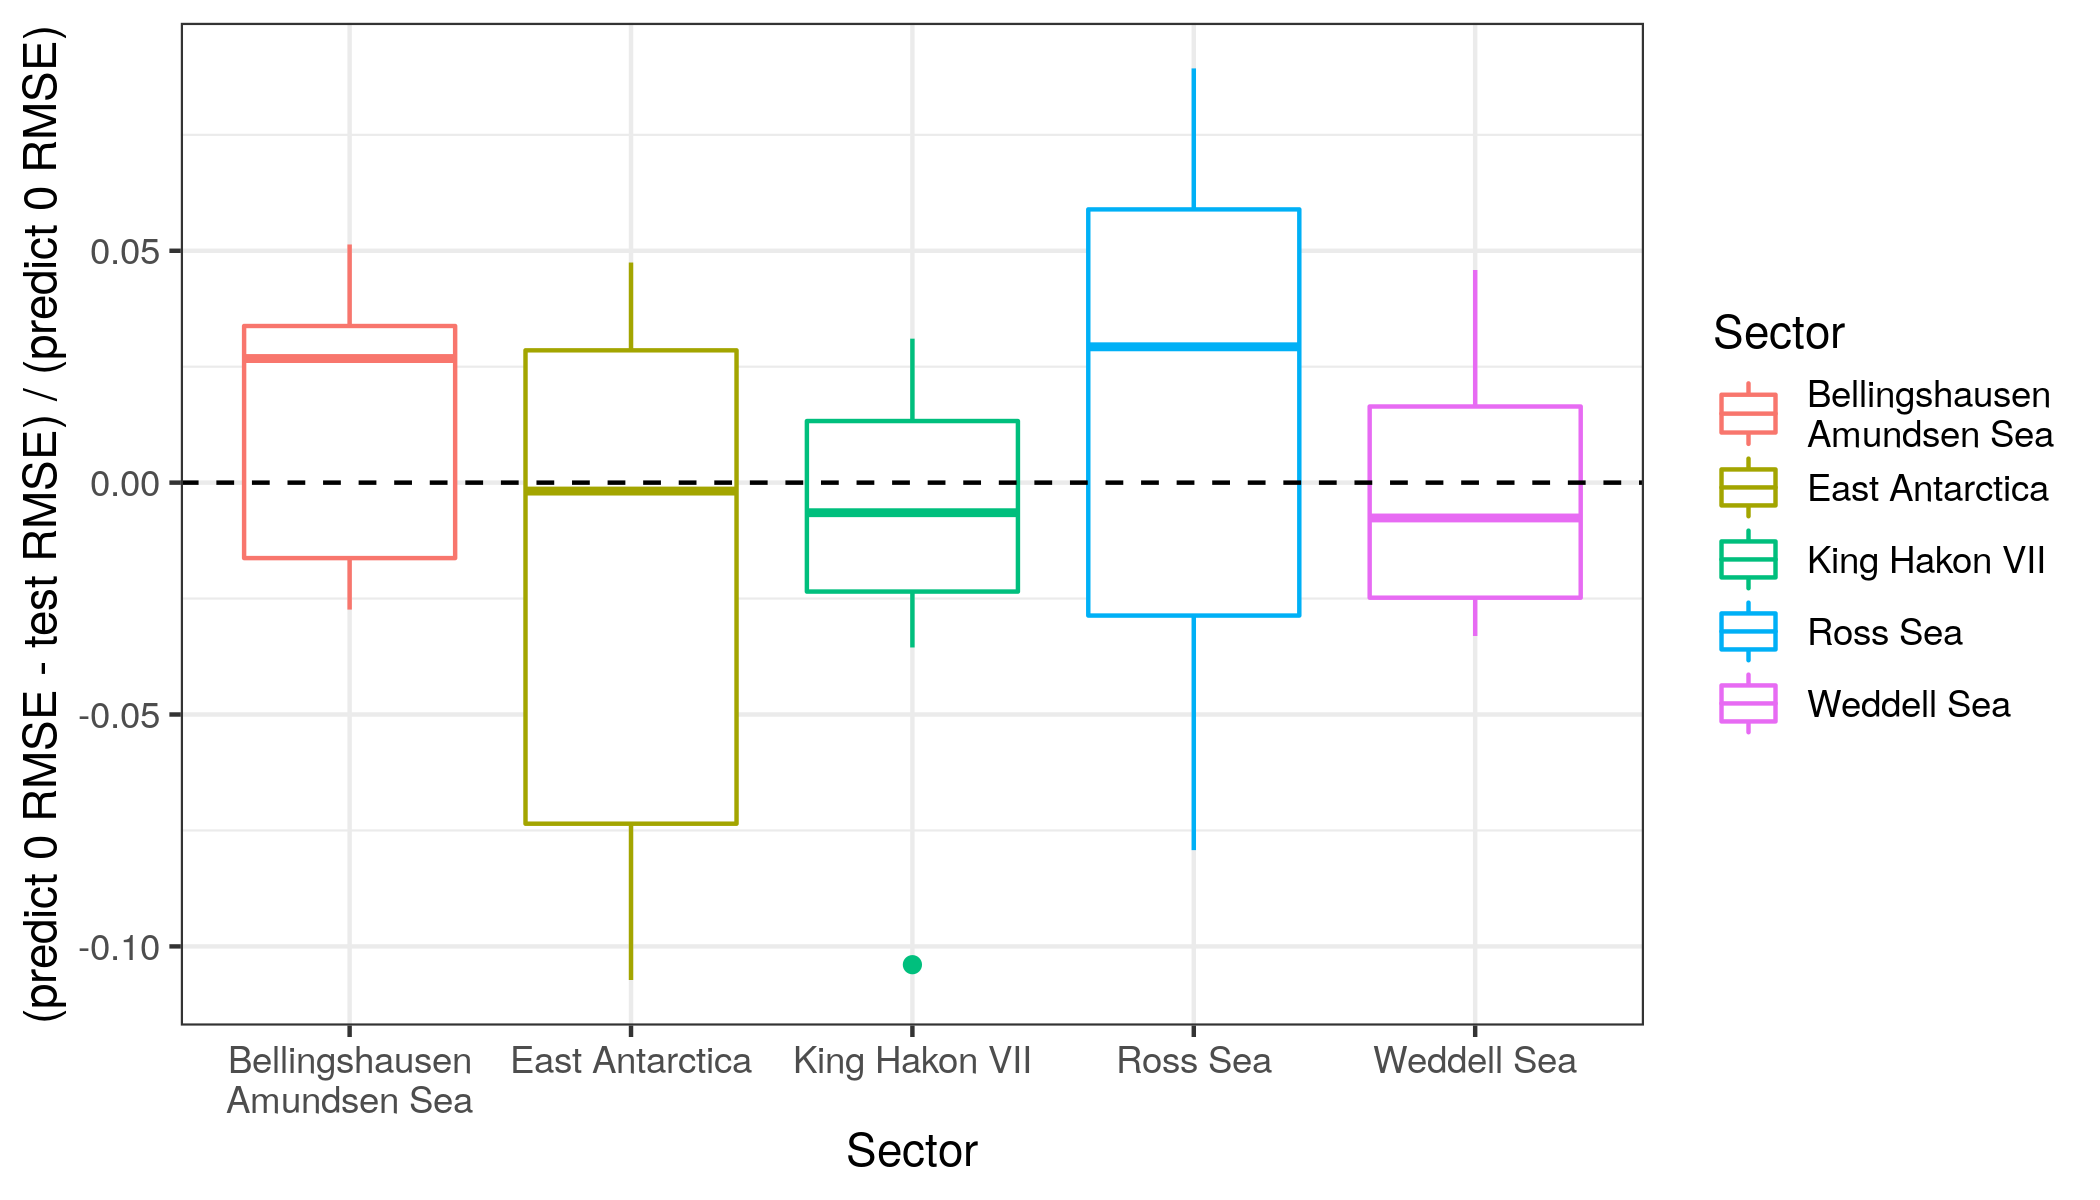 (predict 0 RMSE - test RMSE) / (predict 0 RMSE)
0.05
0.00
-0.05
-0.10
Bellingshausen
Amundsen Sea
East Antarctica
King Hakon VII
Ross Sea
Weddell Sea
Sector
Sector
Bellingshausen
Amundsen Sea
East Antarctica
King Hakon VII
Ross Sea
Weddell Sea